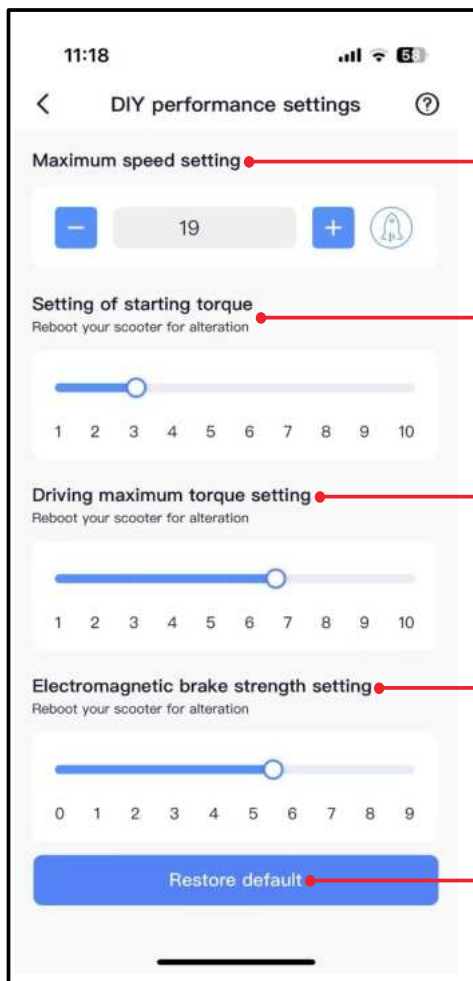 11:18
58
DIY performance settings
Maximum speed setting
19
Setting of starting torque
Reboot your scooter for alteration
1 2 3 4 5 6 7 8 9 10
Driving maximum torque setting
Reboot your scooter for alteration
1 2 3 4 5 6 7 8 9 10
Electromagnetic brake strength setting
Reboot your scooter for alteration
0 1 2 3 4 5 6 7 8 9
Restore default